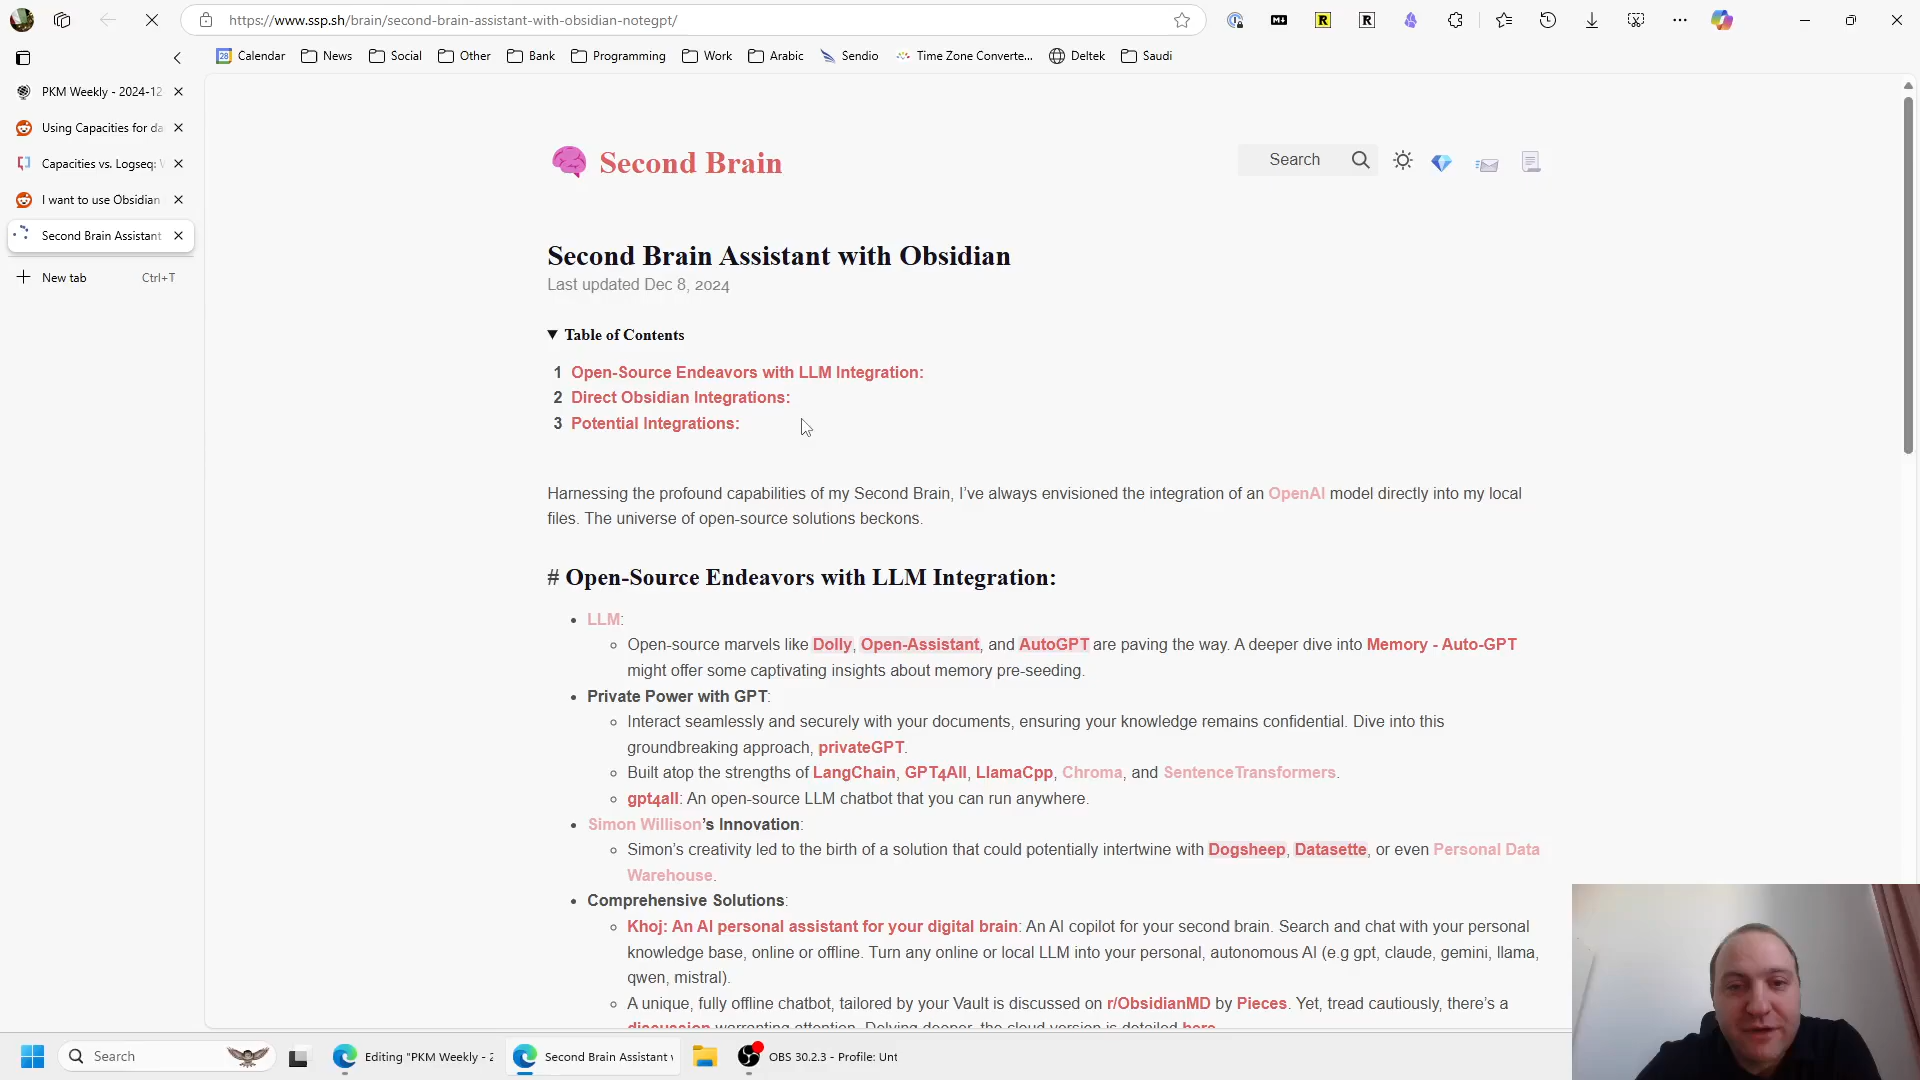 https://www.ssp.sh/brain/second-brain-assistant-with-obsidian-notegpt/
Calendar
News
Social
Other
Bank
Programming
Work
Arabic
Sendio
Time Zone Converte...
Deltek
Saudi
PKM Weekly - 2024-12
Using Capacities for da
Capacities vs. Logseq:
I want to use Obsidian
Second Brain Assistant
New tab Ctrl+T
Second Brain
Search
Second Brain Assistant with Obsidian
Last updated Dec 8, 2024
Table of Contents
1 Open-Source Endeavors with LLM Integration:
2 Direct Obsidian Integrations:
3 Potential Integrations:
Harnessing the profound capabilities of my Second Brain, I’ve always envisioned the integration of an OpenAI model directly into my local
files. The universe of open-source solutions beckons.
# Open-Source Endeavors with LLM Integration:
LLM:
Open-source marvels like Dolly, Open-Assistant, and AutoGPT are paving the way. A deeper dive into Memory - Auto-GPT
might offer some captivating insights about memory pre-seeding.
Private Power with GPT:
Interact seamlessly and securely with your documents, ensuring your knowledge remains confidential. Dive into this
groundbreaking approach, privateGPT.
Built atop the strengths of LangChain, GPT4All, LlamaCpp, Chroma, and SentenceTransformers.
gpt4all: An open-source LLM chatbot that you can run anywhere.
Simon Willison’s Innovation:
Simon’s creativity led to the birth of a solution that could potentially intertwine with Dogsheep, Datasette, or even Personal Data
Warehouse.
Comprehensive Solutions:
Khoj: An AI personal assistant for your digital brain: An AI copilot for your second brain. Search and chat with your personal
knowledge base, online or offline. Turn any online or local LLM into your personal, autonomous AI (e.g gpt, claude, gemini, llama,
qwen, mistral).
A unique, fully offline chatbot, tailored by your Vault is discussed on r/ObsidianMD by Pieces. Yet, tread cautiously, there’s a
discussion warranting attention. Delving deeper, the cloud version is detailed here.
Search
Editing "PKM Weekly - 2
Second Brain Assistant
OBS 30.2.3 - Profile: Unt